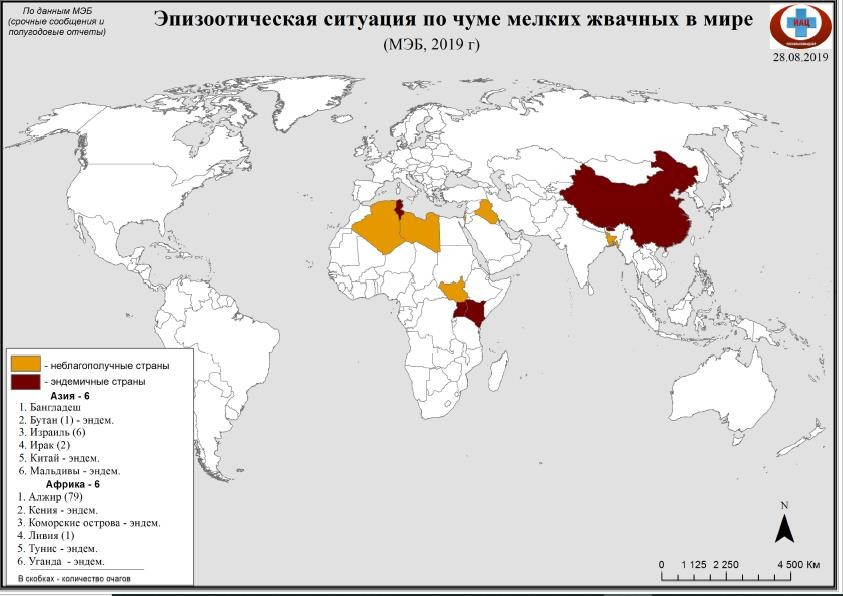 По данным МЭБ
(срочные сообщения и
полугодовые отчеты)
Эпизоотическая ситуация по чуме мелких жвачных в мире
(МЭБ, 2019 г)
ИАЦ
28.08.2019
- неблагополучные страны
- эндемичные страны
Азия - 6
1. Бангладеш
2. Бутан (1) - эндем.
3. Израиль (6)
4. Ирак (2)
5. Китай - эндем.
6. Мальдивы - эндем.
Африка - 6
1. Алжир (79)
2. Кения - эндем.
3. Коморские острова - эндем.
4. Ливия (1)
5. Тунис - эндем.
6. Уганда - эндем.
В скобках - количество очагов
N
0 1 125 2 250 4 500 Км